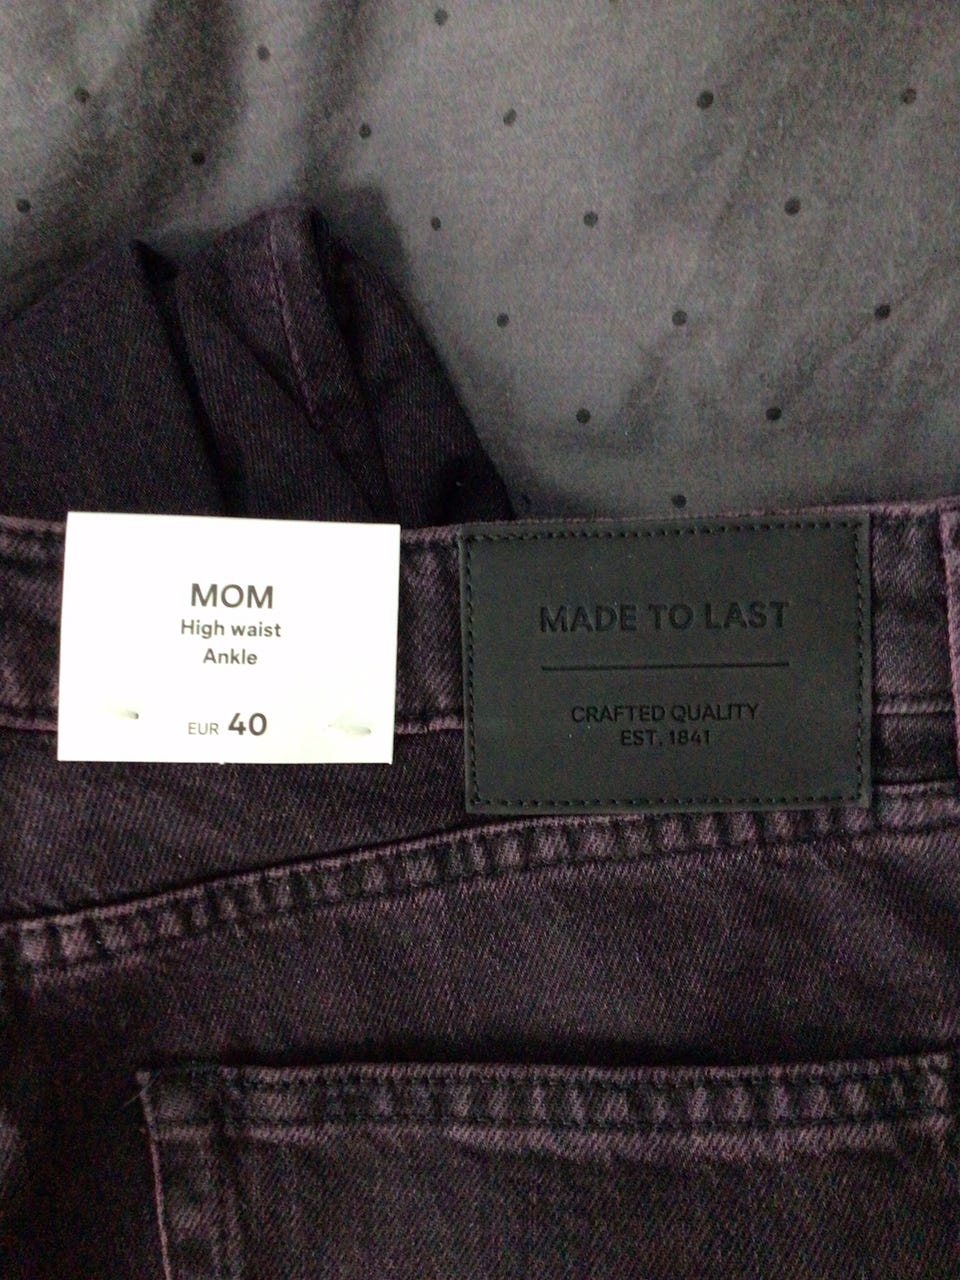 MOM
High waist
Ankle
EUR 40
MADE TO LAST
CRAFTED QUALITY
EST. 1841